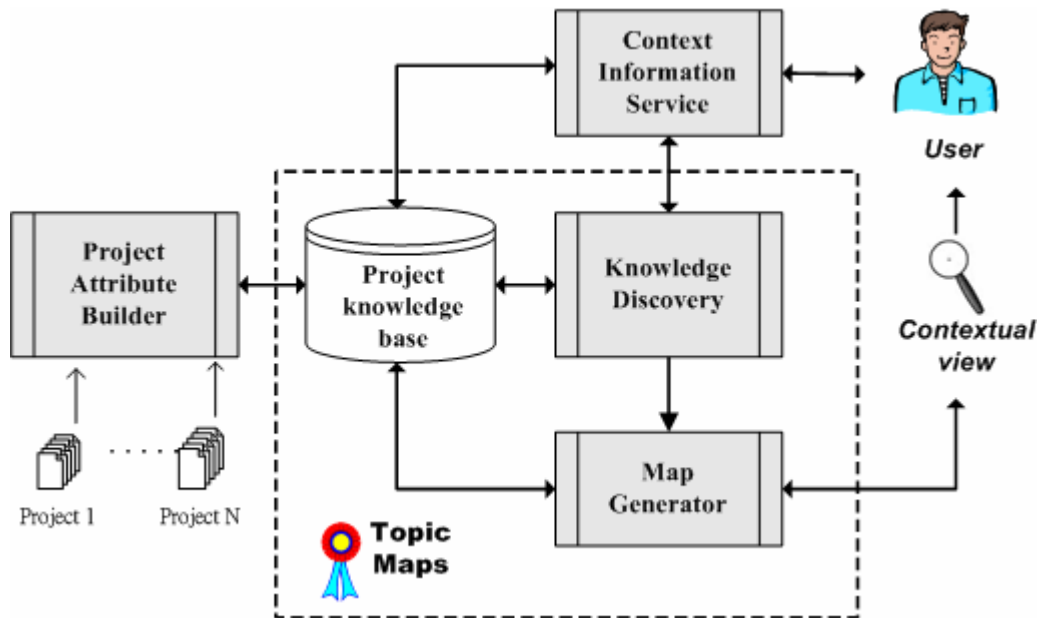 Context
Information
Service
User
Project
Attribute
Builder
Project
knowledge
base
Knowledge
Discovery
Contextual
view
Map
Generator
Project 1
Project N
Topic
Maps